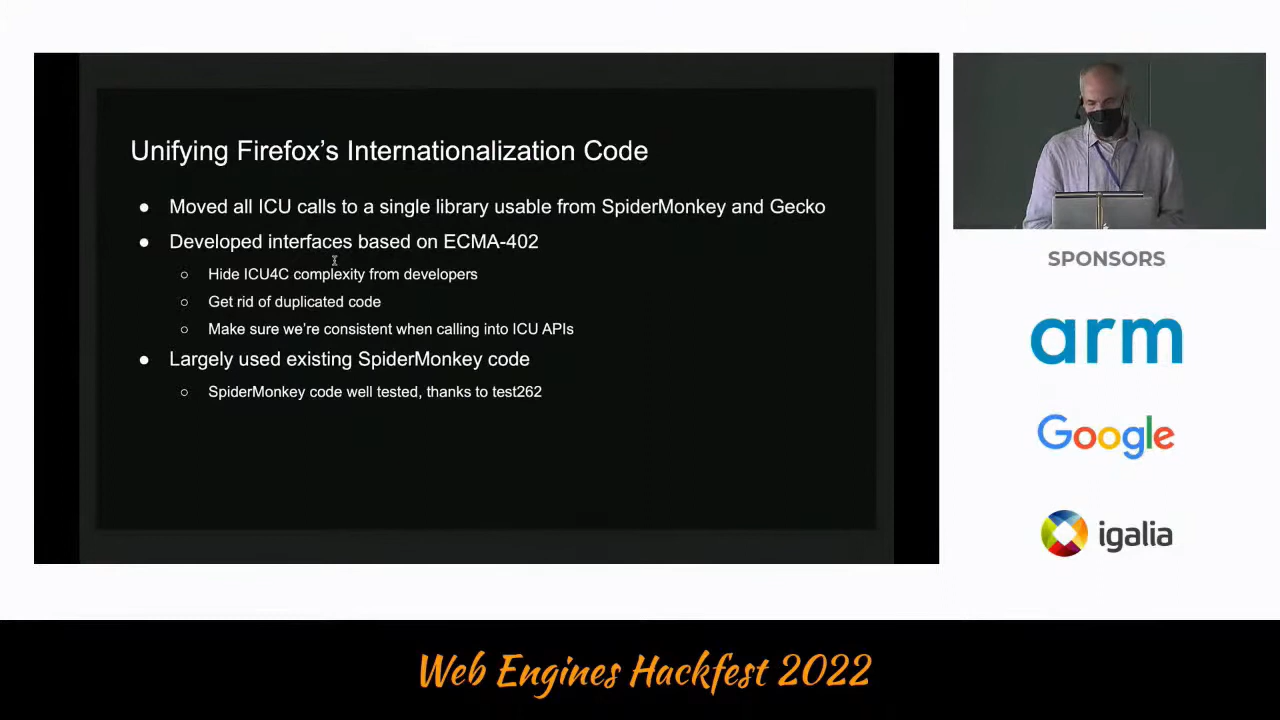 Unifying Firefox's Internationalization Code
● Moved all ICU calls to a single library usable from SpiderMonkey and Gecko
● Developed interfaces based on ECMA-402
○ Hide ICU4C complexity from developers
○ Get rid of duplicated code
○ Make sure we're consistent when calling into ICU APIs
● Largely used existing SpiderMonkey code
○ SpiderMonkey code well tested, thanks to test262
SPONSORS
arm
Google
igalia
Web Engines Hackfest 2022